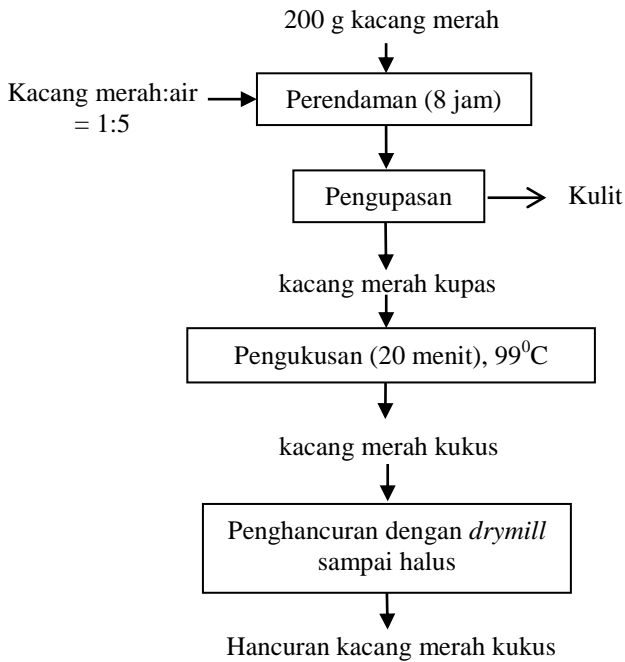 200 g kacang merah
Kacang merah:air
= 1:5
Perendaman (8 jam)
Pengupasan
Kulit
kacang merah kupas
Pengukusan (20 menit), 99⁰C
kacang merah kukus
Penghancuran dengan drymill
sampai halus
Hancuran kacang merah kukus